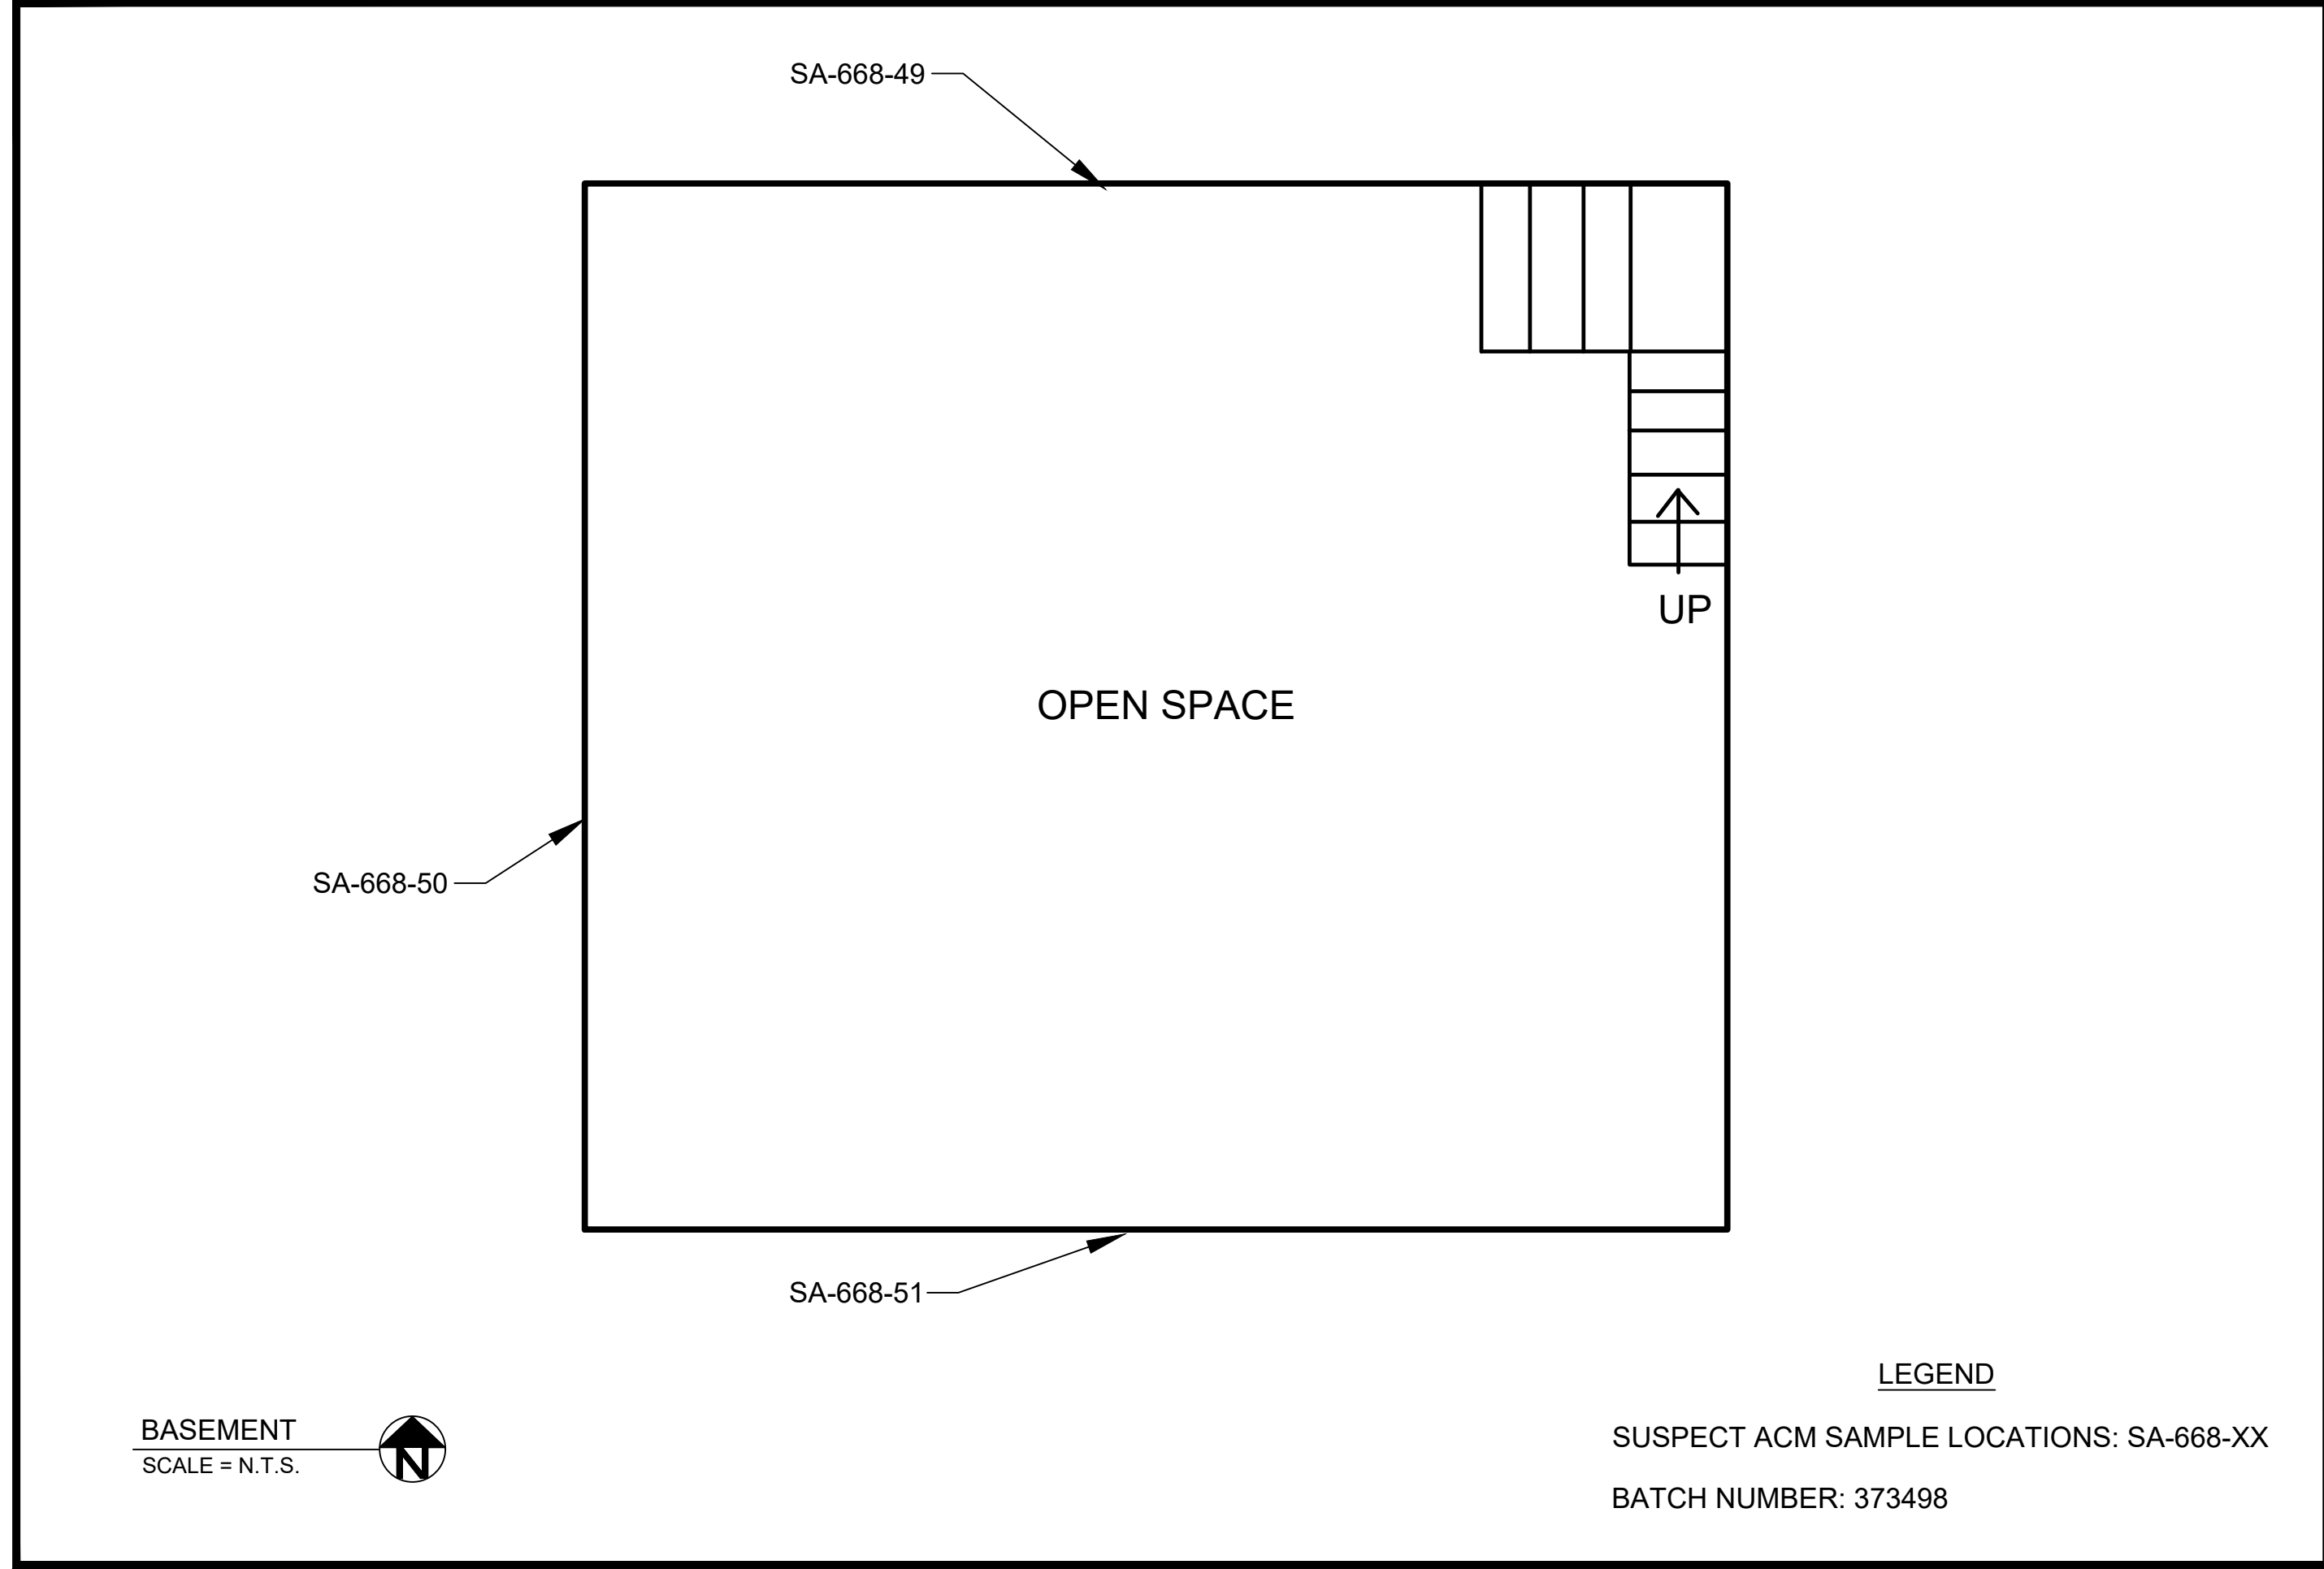 SA-668-49
UP
OPEN SPACE
SA-668-50
SA-668-51
LEGEND
SUSPECT ACM SAMPLE LOCATIONS: SA-668-XX
BATCH NUMBER: 373498
BASEMENT
SCALE = N.T.S.
N